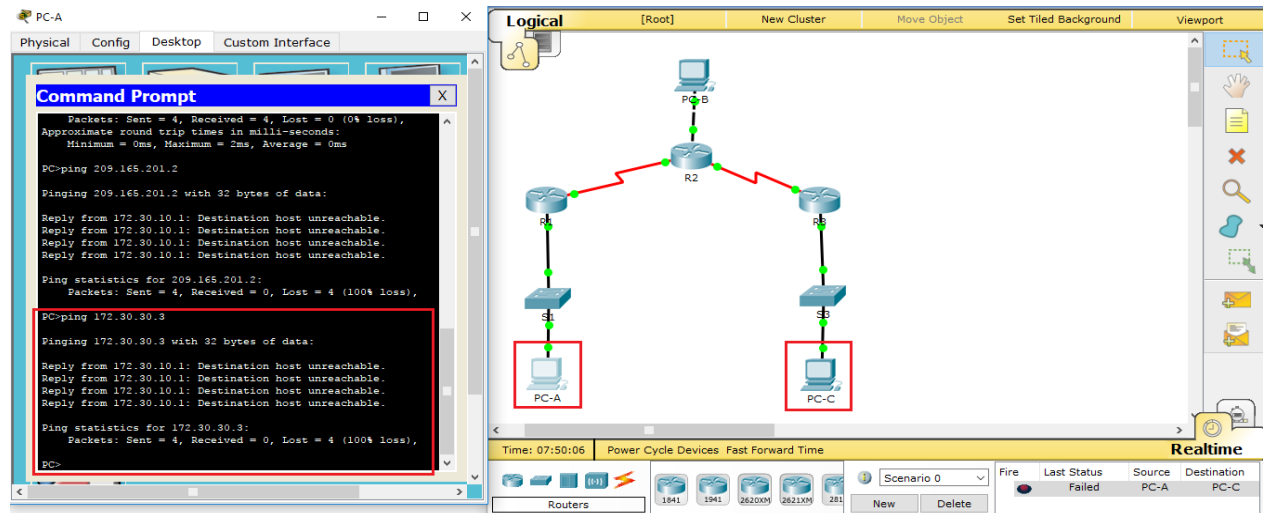 PC-A
Physical Config Desktop Custom Interface
Command Prompt X
Packets: Sent = 4, Received = 4, Lost = 0 (0% loss),
Approximate round trip times in milli-seconds:
Minimum = 0ms, Maximum = 2ms, Average = 0ms
PC>ping 209.165.201.2
Pinging 209.165.201.2 with 32 bytes of data:
Reply from 172.30.10.1: Destination host unreachable.
Reply from 172.30.10.1: Destination host unreachable.
Reply from 172.30.10.1: Destination host unreachable.
Reply from 172.30.10.1: Destination host unreachable.
Ping statistics for 209.165.201.2:
Packets: Sent = 4, Received = 0, Lost = 4 (100% loss),
PC>ping 172.30.30.3
Pinging 172.30.30.3 with 32 bytes of data:
Reply from 172.30.10.1: Destination host unreachable.
Reply from 172.30.10.1: Destination host unreachable.
Reply from 172.30.10.1: Destination host unreachable.
Reply from 172.30.10.1: Destination host unreachable.
Ping statistics for 172.30.30.3:
Packets: Sent = 4, Received = 0, Lost = 4 (100% loss),
PC>
Logical [Root] New Cluster Move Object Set Tiled Background Viewport
PC-B
R2
R1
R3
S1
S3
PC-A
PC-C
Time: 07:50:06 Power Cycle Devices Fast Forward Time Realtime
Routers
1841 1941 2620XM 2621XM 281
Scenario 0
New Delete
Fire Last Status Source Destination
Failed PC-A PC-C